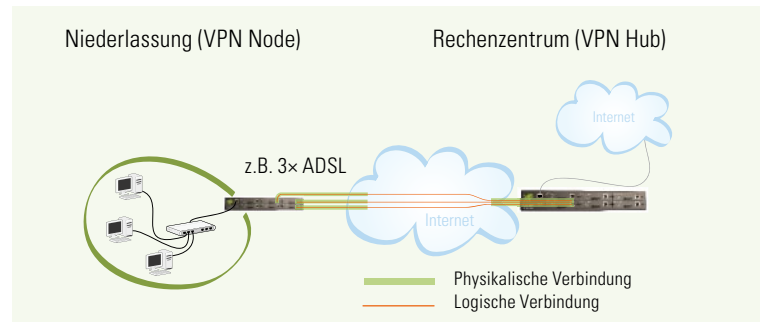 Niederlassung (VPN Node)
Rechenzentrum (VPN Hub)
Internet
z.B. 3× ADSL
Internet
Physikalische Verbindung
Logische Verbindung